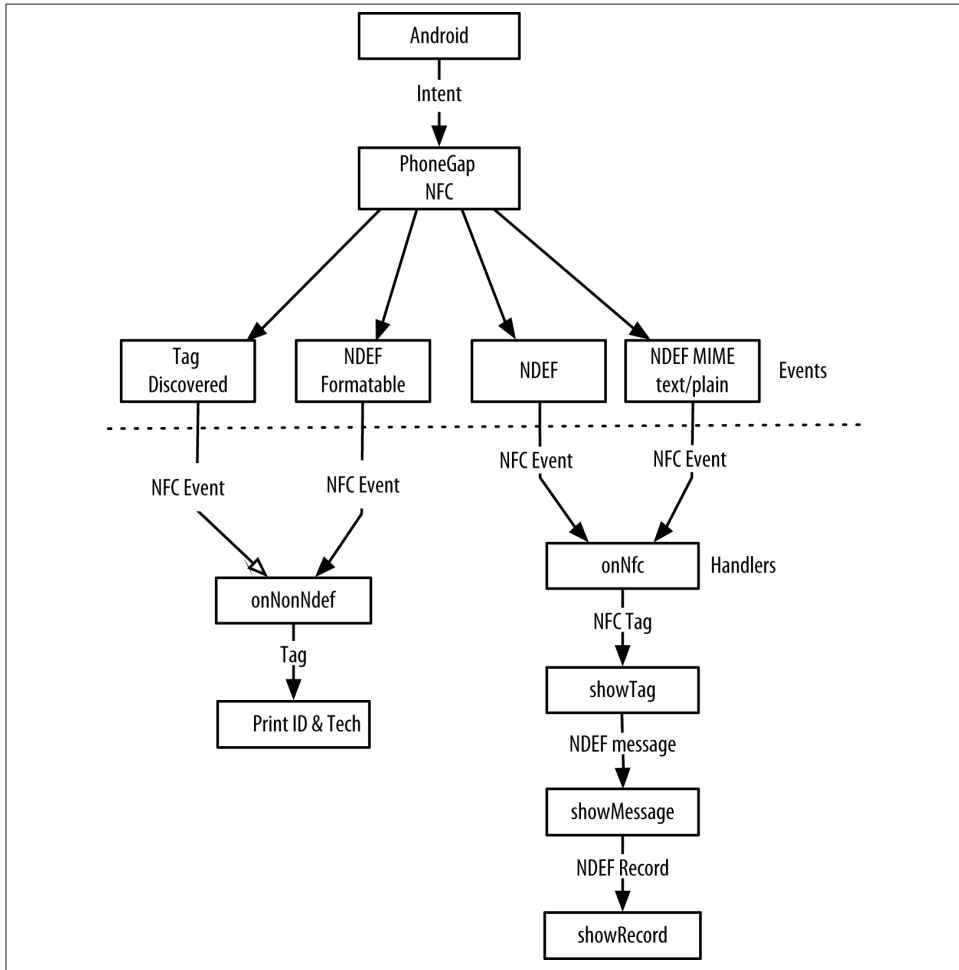 Android
Intent
PhoneGap
NFC
Tag
Discovered
NDEF
Formatable
NDEF
NDEF MIME
text/plain
Events
NFC Event
NFC Event
NFC Event
NFC Event
onNfc
Handlers
onNonNdef
NFC Tag
Tag
showTag
Print ID & Tech
NDEF message
showMessage
NDEF Record
showRecord